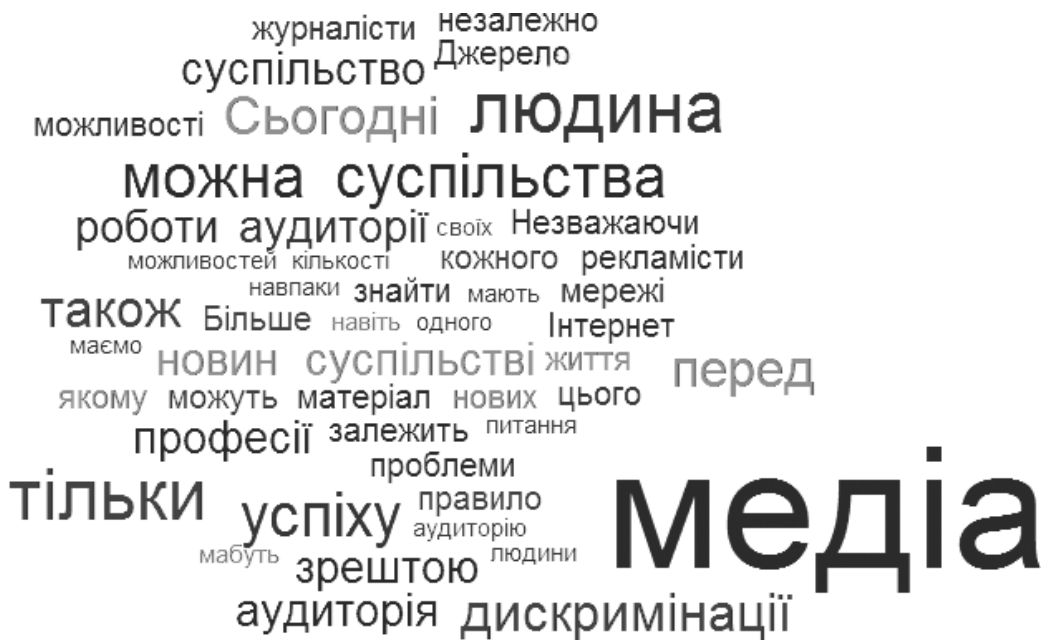 журналісти незалежно
суспільство Джерело
можливості Сьогодні людина
можна суспільства
роботи аудиторії своїх Незважаючи
можливостей кількості кожного рекламісти
навпаки знайти мають мережі
також Більше навіть одного Інтернет
маємо новин суспільстві життя перед
якому можуть матеріал нових цього
професії залежить питання
проблеми
тільки успіху правило медіа
аудиторію
мабуть зрештою людини
аудиторія дискримінації